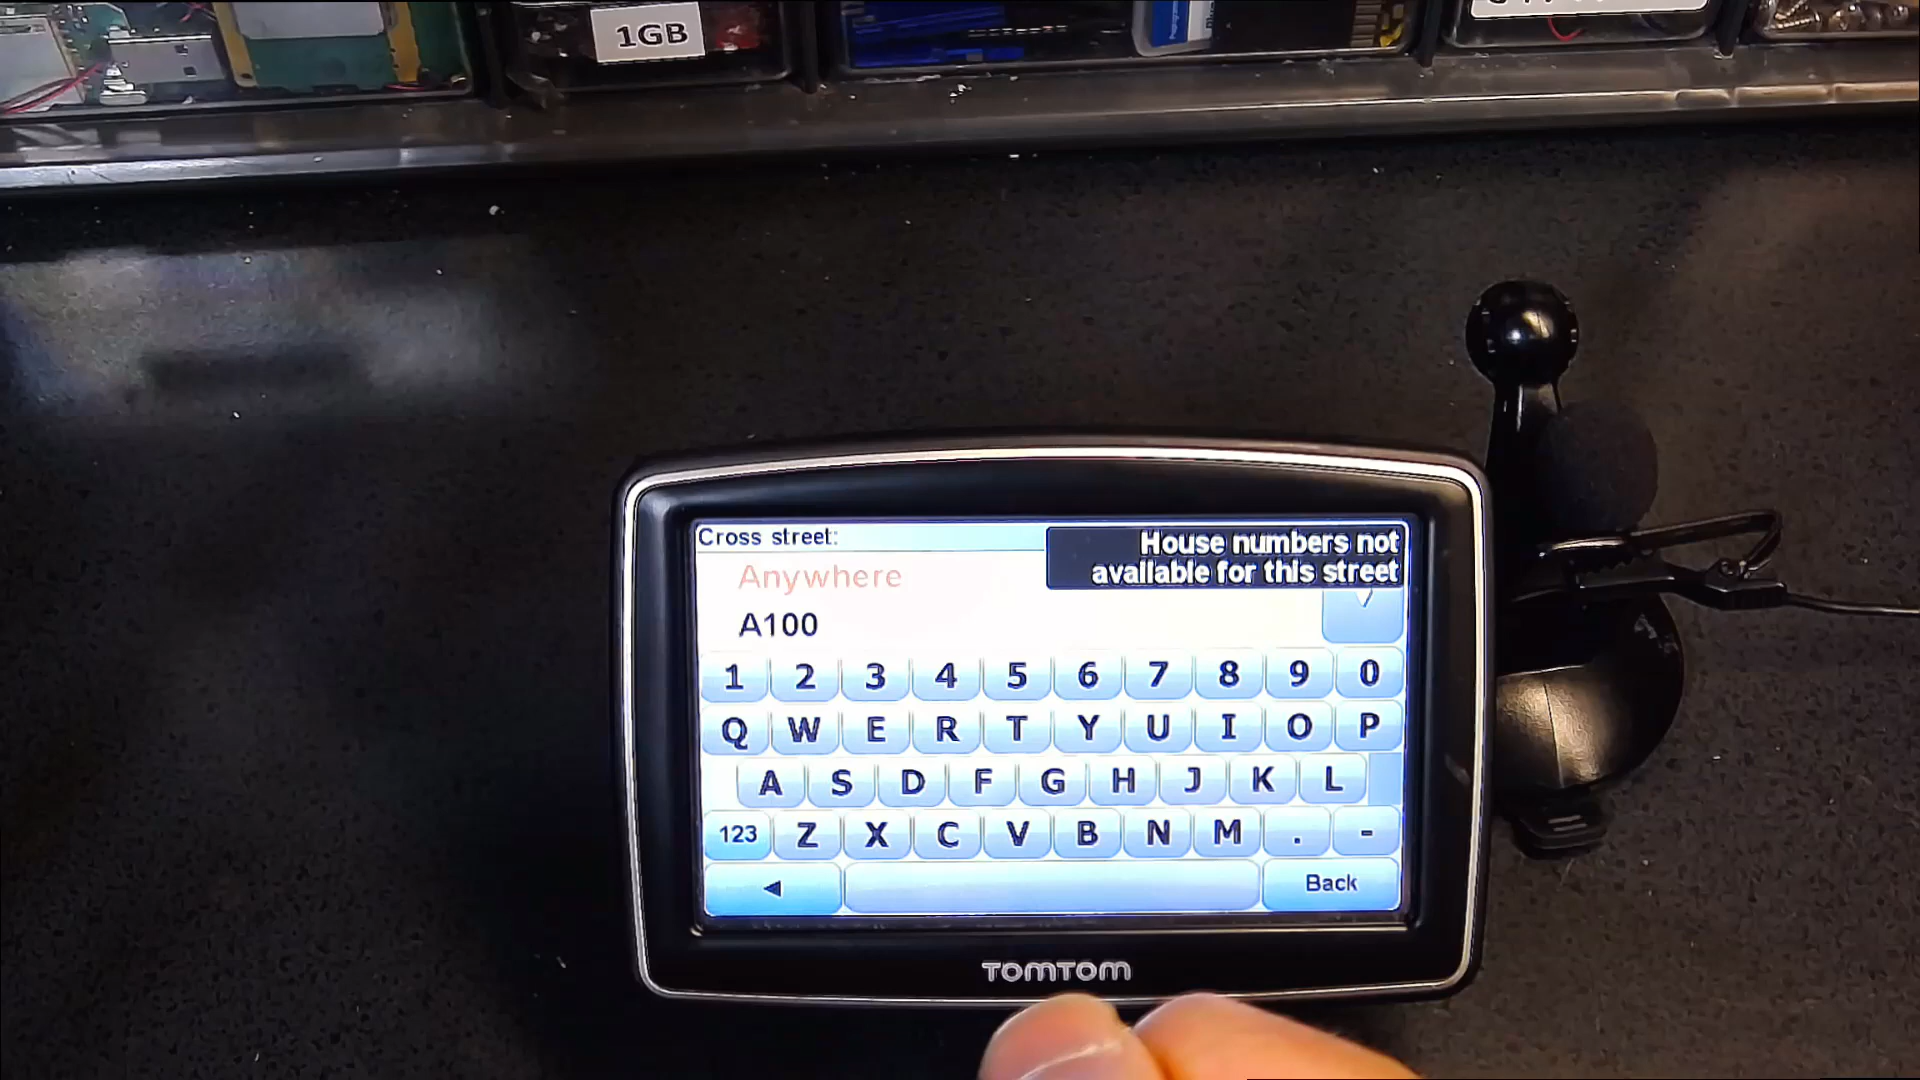 1GB
Cross street:
House numbers not
available for this street
Anywhere
A100
1 2 3 4 5 6 7 8 9 0
Q W E R T Y U I O P
A S D F G H J K L
123 Z X C V B N M . -
Back
TOMTOM